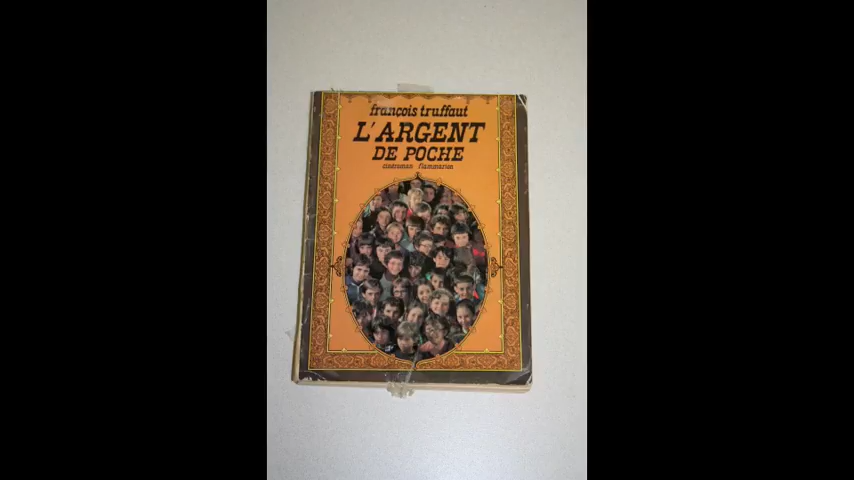 françois truffaut
L'ARGENT
DE POCHE
cinéroman flammarion